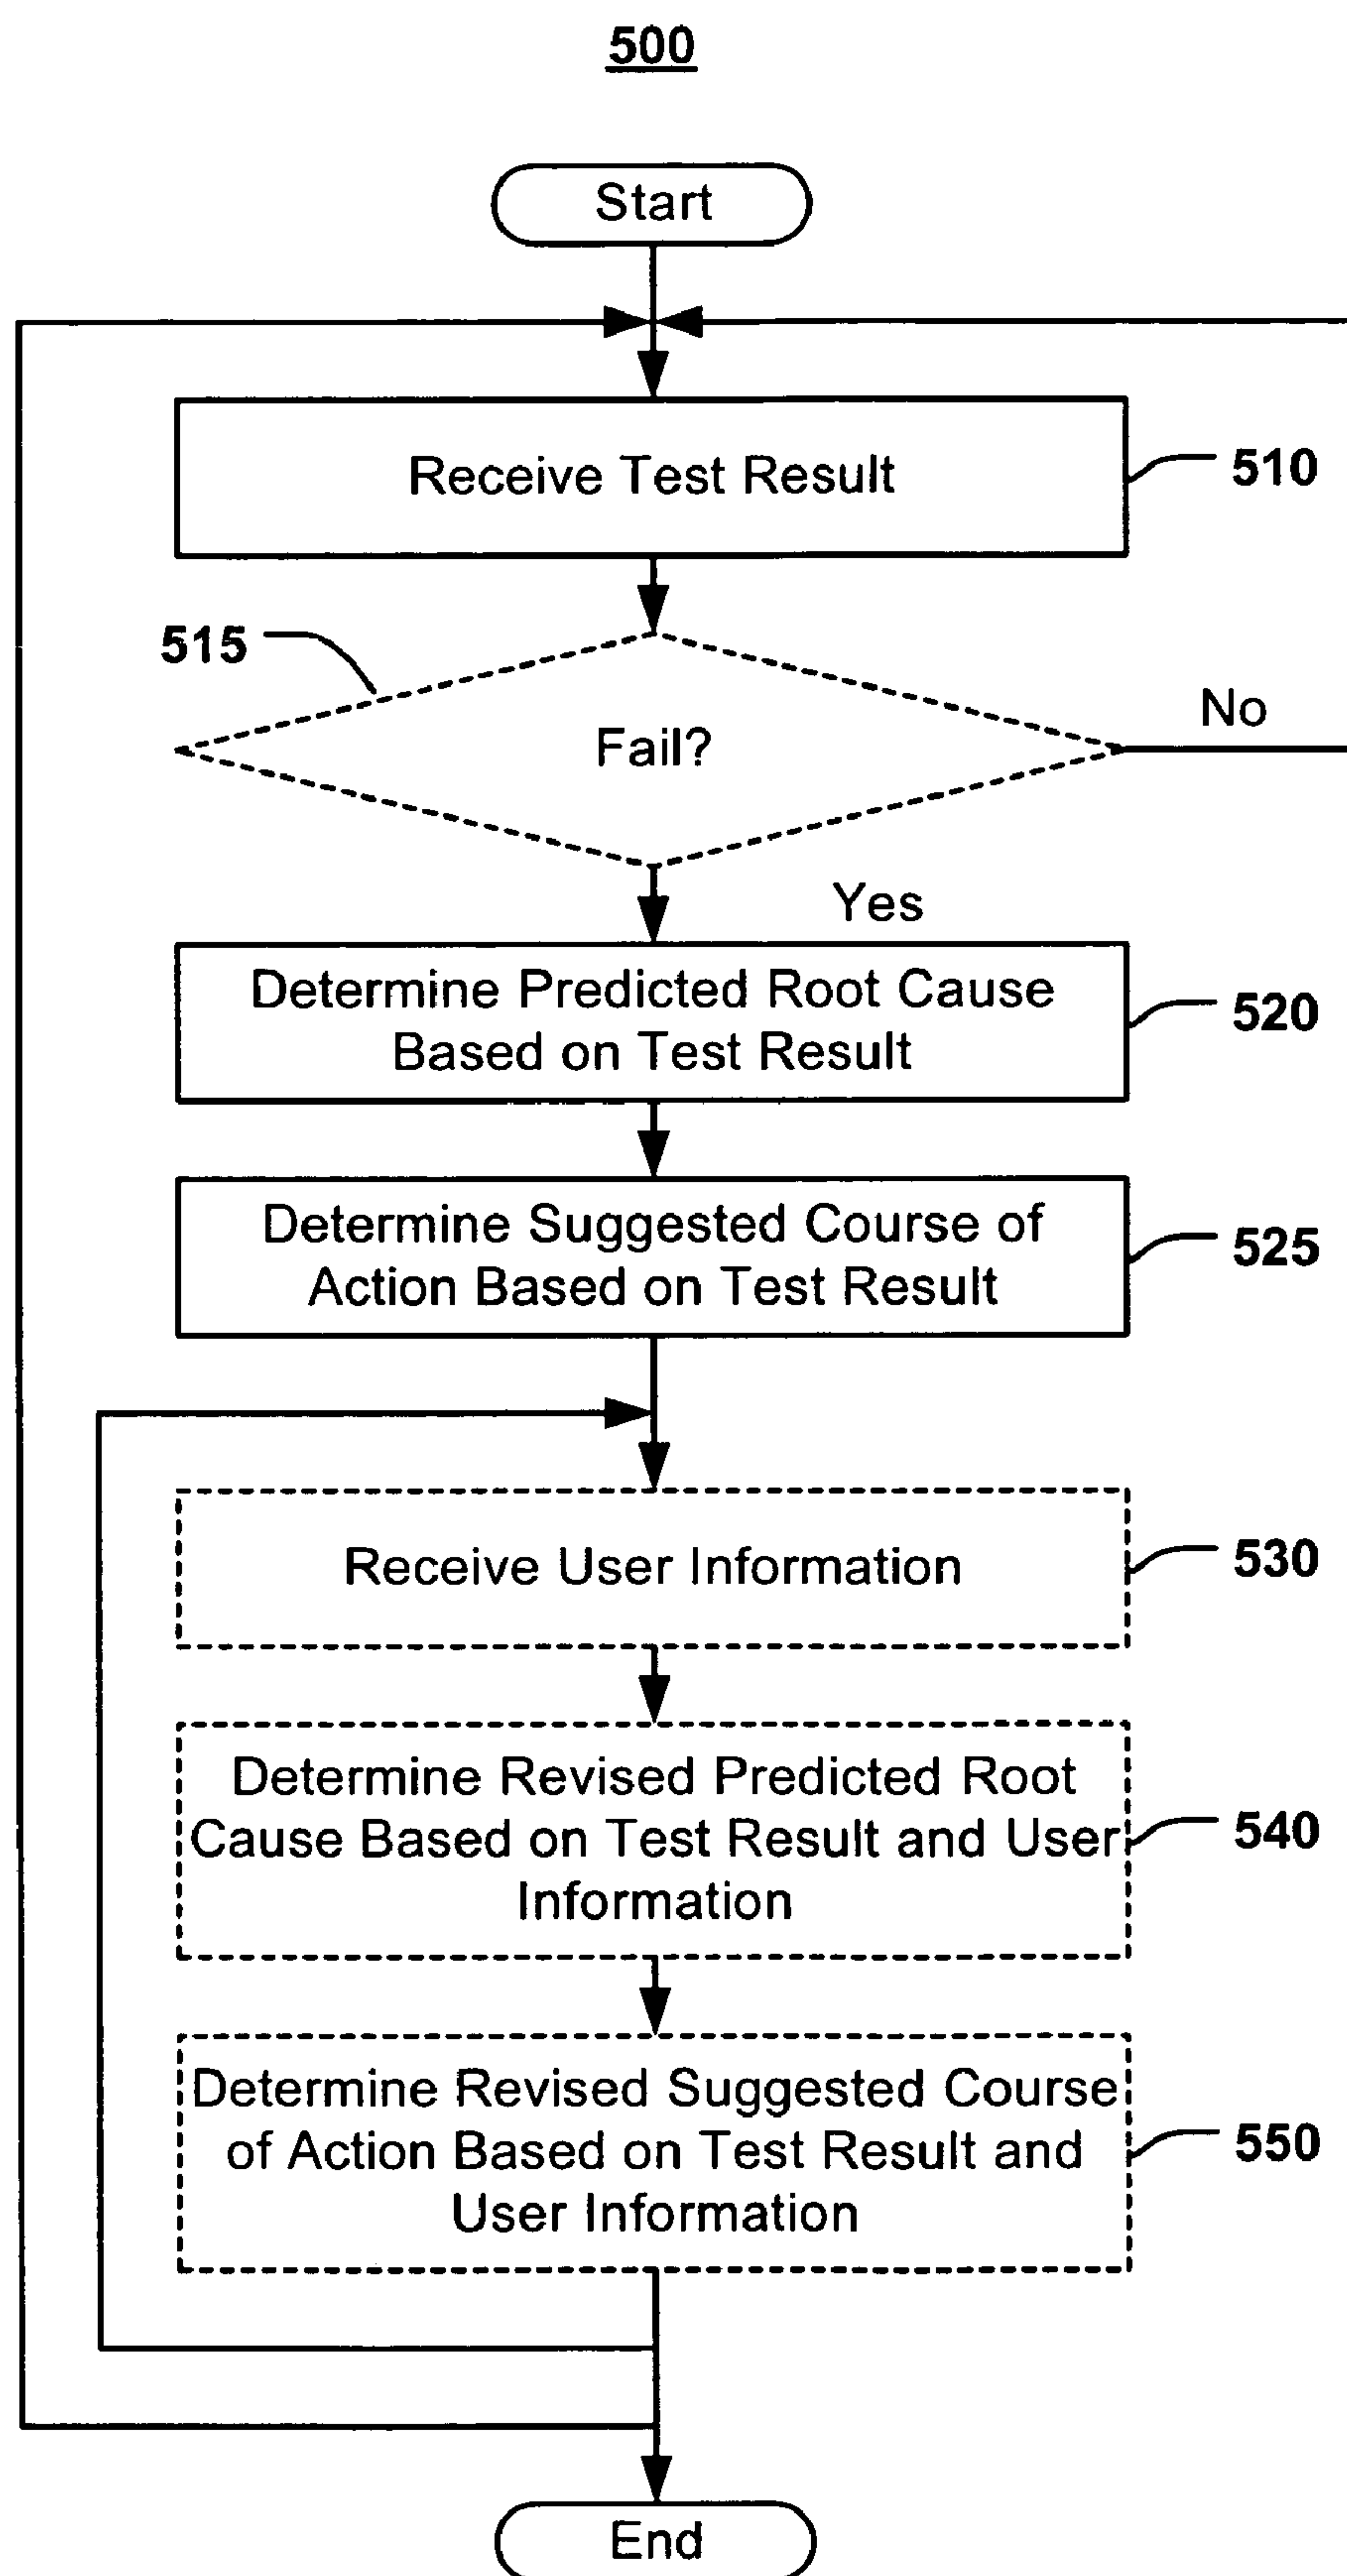 500
Start
Receive Test Result
510
515
Fail?
No
Yes
Determine Predicted Root Cause
Based on Test Result
520
Determine Suggested Course of
Action Based on Test Result
525
Receive User Information
530
Determine Revised Predicted Root
Cause Based on Test Result and User
Information
540
Determine Revised Suggested Course
of Action Based on Test Result and
User Information
550
End